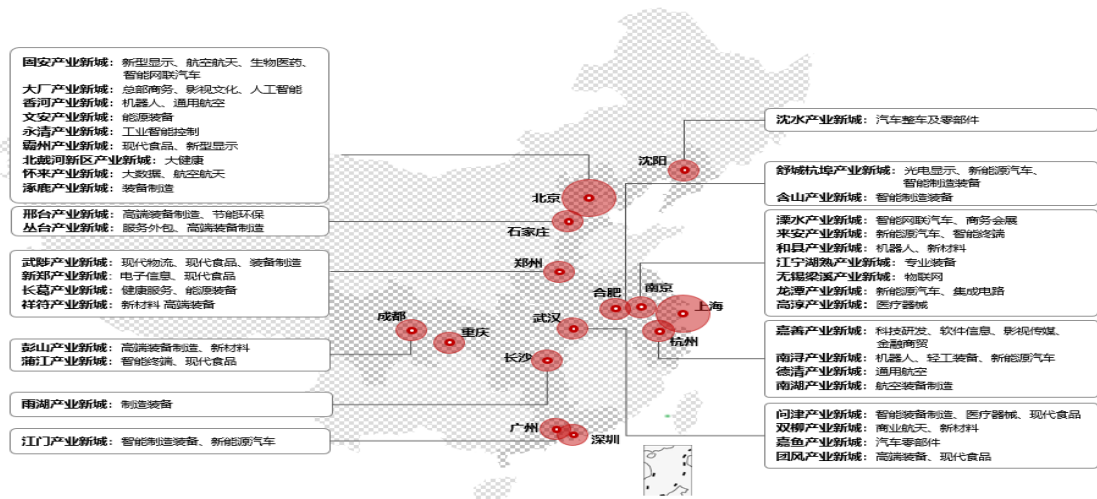 固安产业新城：新型显示、航空航天、生物医药、
智能网联汽车
大厂产业新城：总部商务、影视文化、人工智能
香河产业新城：机器人、通用航空
文安产业新城：能源装备
永清产业新城：工业智能控制
霸州产业新城：现代食品、新型显示
北戴河新区产业新城：大健康
怀来产业新城：大数据、航空航天
涿鹿产业新城：装备制造
邢台产业新城：高端装备制造、节能环保
丛台产业新城：服务外包、高端装备制造
武陟产业新城：现代物流、现代食品、装备制造
新郑产业新城：电子信息、现代食品
长葛产业新城：健康服务、能源装备
祥符产业新城：新材料 高端装备
彭山产业新城：高端装备制造、新材料
蒲江产业新城：智能终端、现代食品
雨湖产业新城：制造装备
江门产业新城：智能制造装备、新能源汽车
沈阳
北京
石家庄
郑州
合肥
南京
上海
成都
重庆
武汉
杭州
长沙
广州
深圳
沈水产业新城：汽车整车及零部件
舒城杭埠产业新城：光电显示、新能源汽车、
智能制造装备
含山产业新城：智能制造装备
溧水产业新城：智能网联汽车、商务会展
来安产业新城：新能源汽车、智能终端
和县产业新城：机器人、新材料
江宁湖熟产业新城：专业装备
无锡梁溪产业新城：物联网
龙潭产业新城：新能源汽车、集成电路
高淳产业新城：医疗器械
嘉善产业新城：科技研发、软件信息、影视传媒、
金融商贸
南浔产业新城：机器人、轻工装备、新能源汽车
德清产业新城：通用航空
南湖产业新城：航空装备制造
问津产业新城：智能装备制造、医疗器械、现代食品
双柳产业新城：商业航天、新材料
嘉鱼产业新城：汽车零部件
团风产业新城：高端装备、现代食品